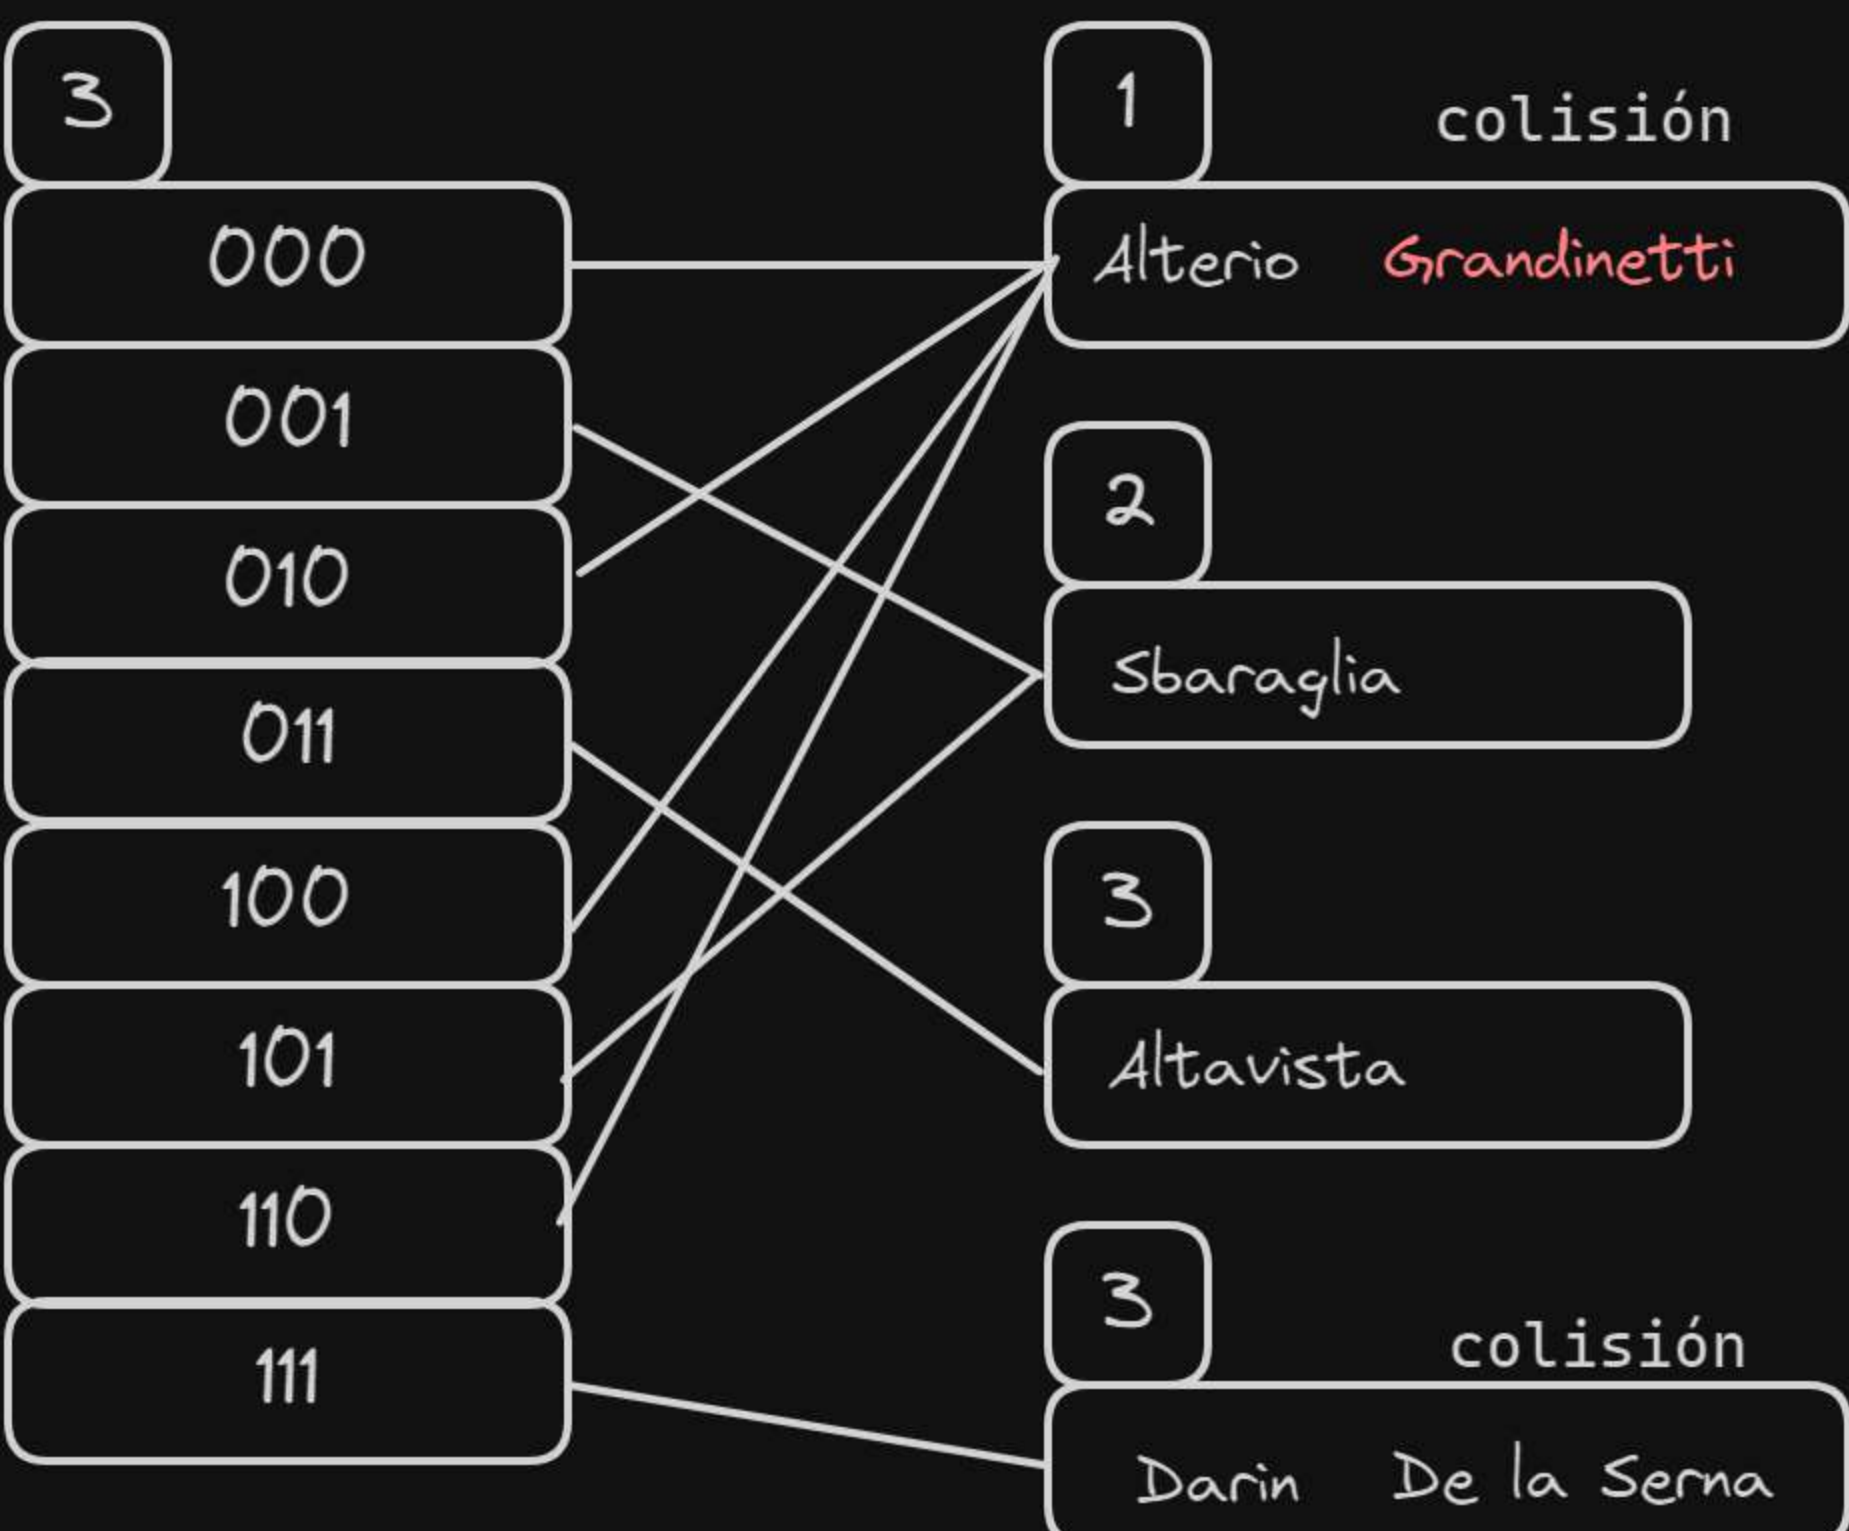 3
000
001
010
011
100
101
110
111
1
colisión
Alterio Grandinetti
2
Sbaraglia
3
Altavista
3
colisión
Darin De la Serna